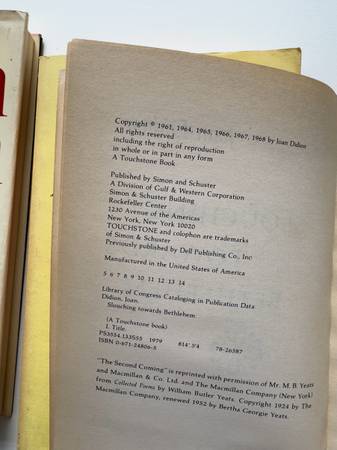 Copyright © 1961, 1964, 1965, 1966, 1967, 1968 by Joan Didion
All rights reserved
including the right of reproduction
in whole or in part in any form
A Touchstone Book
Published by Simon and Schuster
A Division of Gulf & Western Corporation
Simon & Schuster Building
Rockefeller Center
1230 Avenue of the Americas
New York, New York 10020
TOUCHSTONE and colophon are trademarks
of Simon & Schuster
Previously published by Dell Publishing Co., Inc
Manufactured in the United States of America
5 6 7 8 9 10 11 12 13 14
Library of Congress Cataloging in Publication Data
Didion, Joan.
Slouching towards Bethlehem.
(A Touchstone book)
I. Title.
PS3554.I33S55 1979 814'.5'4 78-26387
ISBN 0-671-24806-5
"The Second Coming" is reprinted with permission of Mr. M. B. Yeats
and Macmillan & Co. Ltd. and The Macmillan Company (New York)
from Collected Poems by William Butler Yeats. Copyright 1924 by The
Macmillan Company, renewed 1952 by Bertha Georgie Yeats.